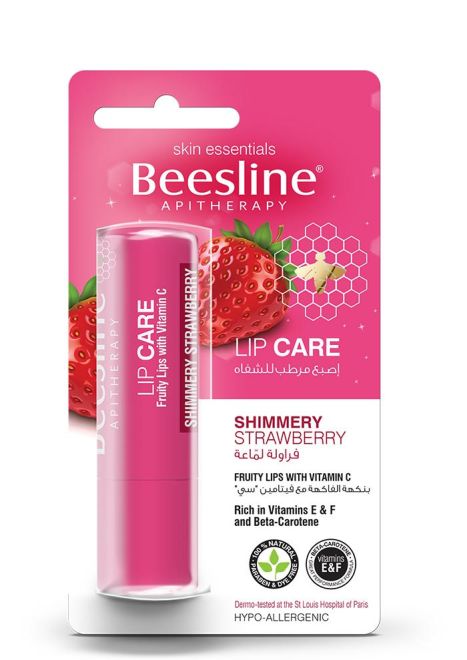 skin essentials
Beesline®
APITHERAPY
LIP CARE
إصبع مرطب للشفاه
SHIMMERY
STRAWBERRY
فراولة لمّاعة
FRUITY LIPS WITH VITAMIN C
بنكهة الفاكهة مع فيتامين "سي"
Rich in Vitamins E & F
and Beta-Carotene
100 % NATURAL
PARABEN & DYE FREE
BETA-CAROTENE
vitamins
E&F
Dermo-tested at the St Louis Hospital of Paris
HYPO-ALLERGENIC
Beesline
APITHERAPY
LIP CARE
Fruity Lips with Vitamin C
SHIMMERY STRAWBERRY